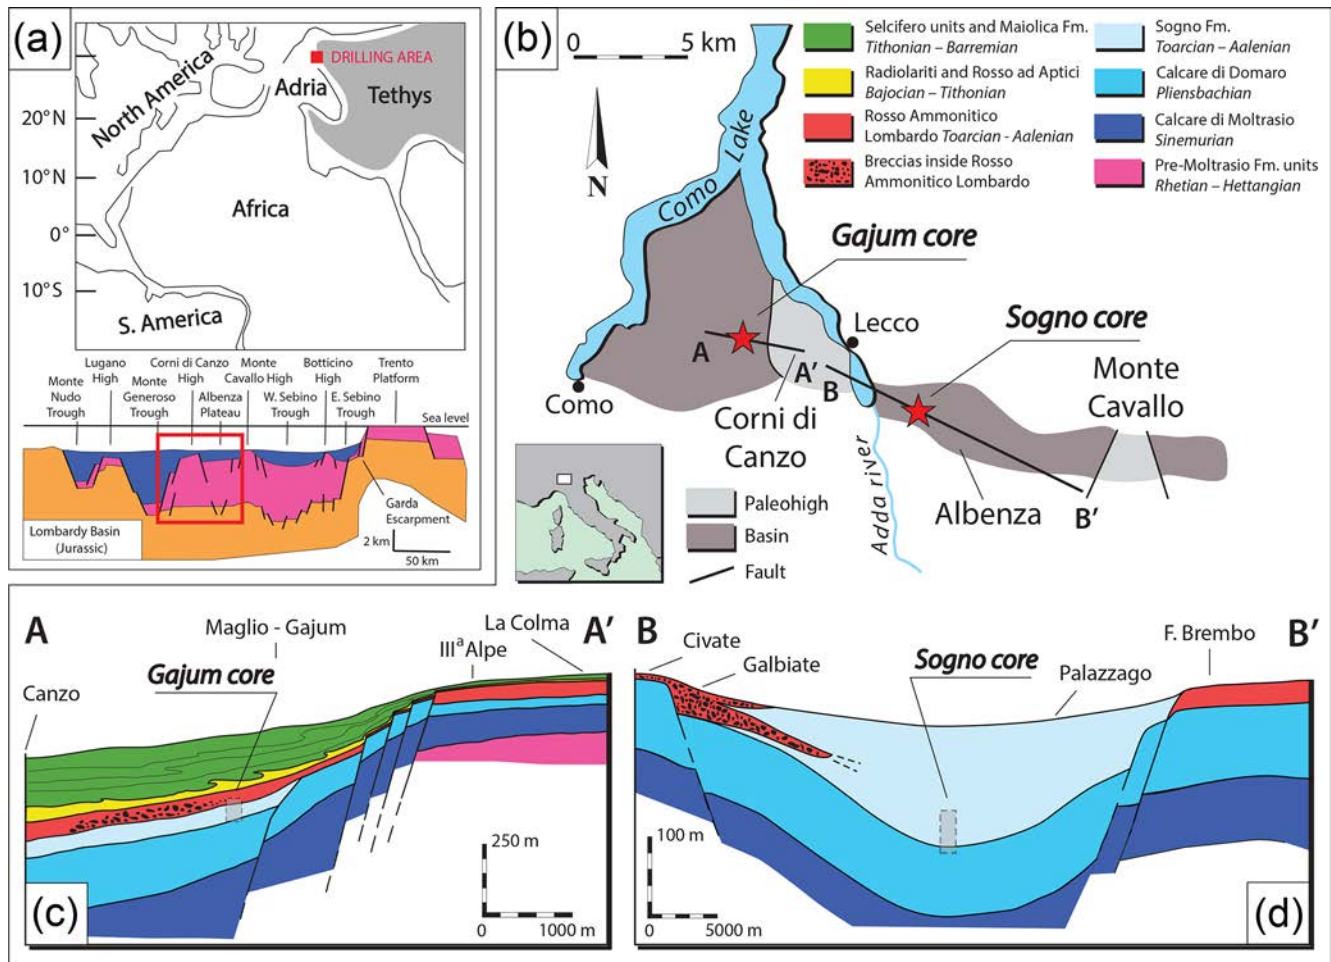 (a)
North America
DRILLING AREA
Adria
Tethys
20°N
10°N
0°
10°S
Africa
S. America
Lugano
High
Corni di Canzo
High
Monte
Cavallo High
Botticino
High
Trento
Platform
Monte
Nudo
Trough
Monte
Generoso
Trough
Albenza
Plateau
W. Sebino
Trough
E. Sebino
Trough
Sea level
Garda
Escarpment
Lombardy Basin
(Jurassic)
2 km
50 km
(b)
0
5 km
N
Como Lake
Selcifero units and Maiolica Fm.
Tithonian – Barremian
Radiolariti and Rosso ad Aptici
Bajocian – Tithonian
Rosso Ammonitico
Lombardo Toarcian - Aalenian
Breccias inside Rosso
Ammonitico Lombardo
Sogno Fm.
Toarcian – Aalenian
Calcare di Domaro
Pliensbachian
Calcare di Moltrasio
Sinemurian
Pre-Moltrasio Fm. units
Rhetian – Hettangian
Gajum core
Lecco
Sogno core
A
A'
B
Como
Corni di
Canzo
Monte
Cavallo
Adda river
Albenza
B'
Paleohigh
Basin
Fault
A
Maglio - Gajum
La Colma
A'
IIIª Alpe
Gajum core
Canzo
250 m
0
1000 m
(c)
B
Civate
Galbiate
Sogno core
Palazzago
F. Brembo
B'
100 m
0
5000 m
(d)